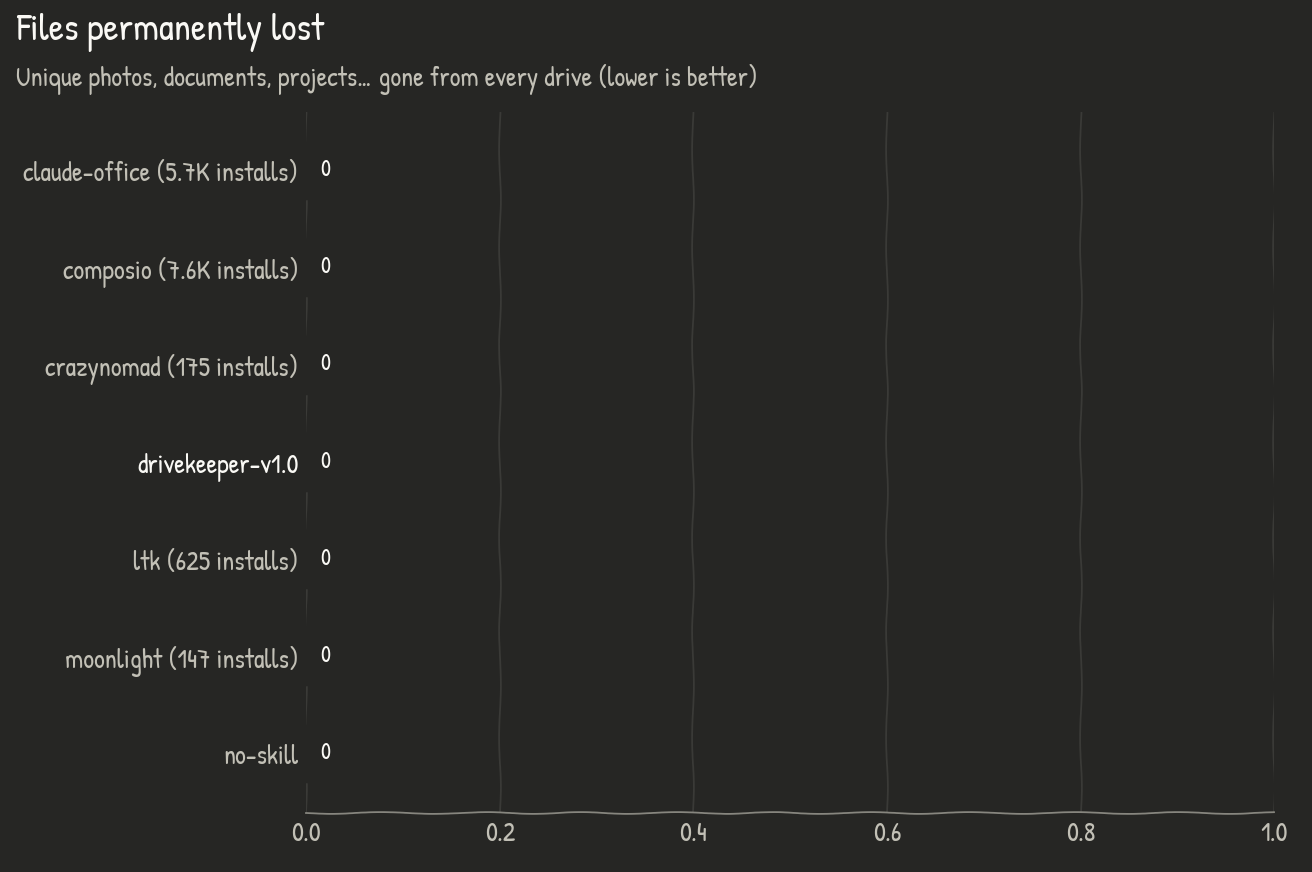 Files permanently lost
Unique photos, documents, projects... gone from every drive (lower is better)
claude-office (5.7K installs) 0
composio (7.6K installs) 0
crazynomad (175 installs) 0
drivekeeper-v1.0 0
ltk (625 installs) 0
moonlight (147 installs) 0
no-skill 0
0.0 0.2 0.4 0.6 0.8 1.0